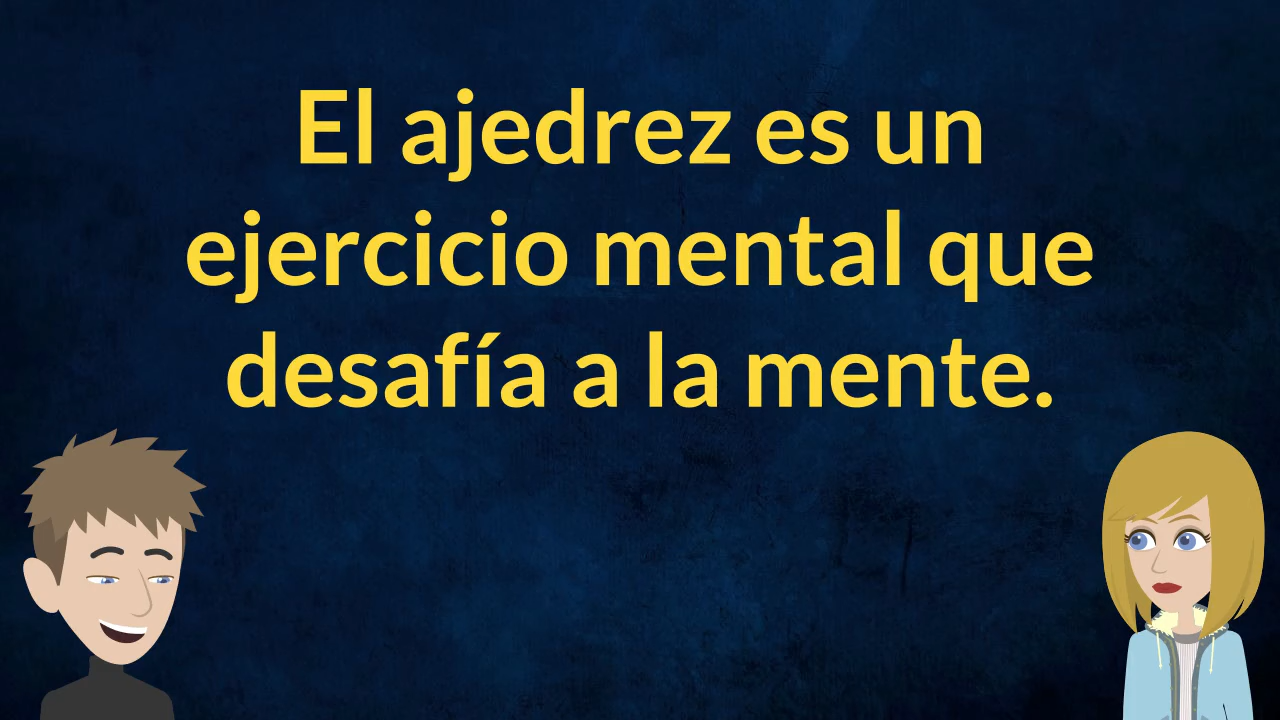 El ajedrez es un
ejercicio mental que
desafía a la mente.